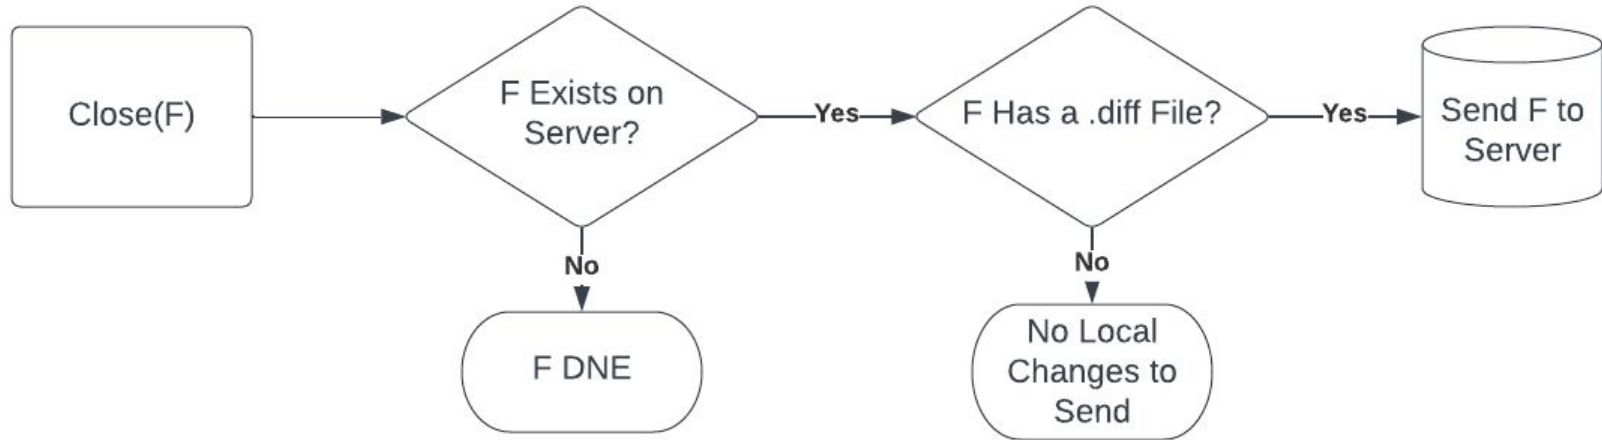 Close(F)
F Exists on
Server?
Yes
F Has a .diff File?
Yes
Send F to
Server
No
F DNE
No
No Local
Changes to
Send